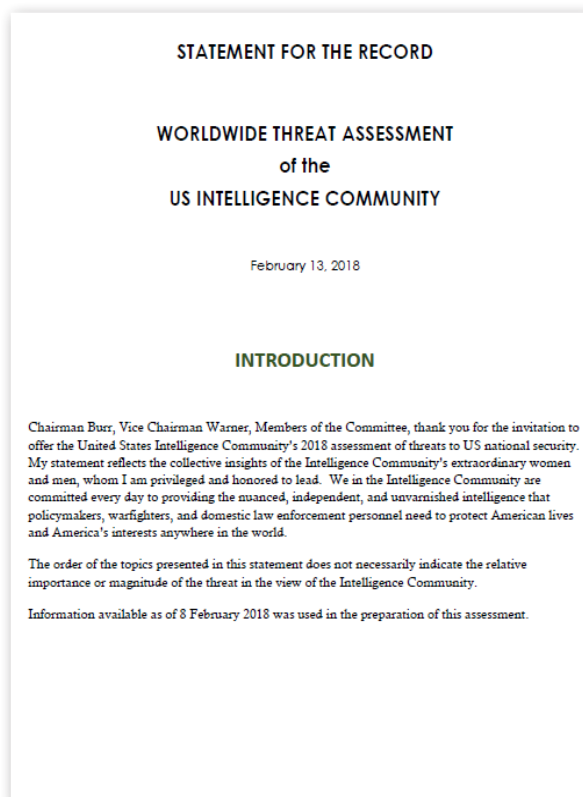 STATEMENT FOR THE RECORD
WORLDWIDE THREAT ASSESSMENT
of the
US INTELLIGENCE COMMUNITY
February 13, 2018
INTRODUCTION
Chairman Burr, Vice Chairman Warner, Members of the Committee, thank you for the invitation to
offer the United States Intelligence Community's 2018 assessment of threats to US national security.
My statement reflects the collective insights of the Intelligence Community's extraordinary women
and men, whom I am privileged and honored to lead.  We in the Intelligence Community are
committed every day to providing the nuanced, independent, and unvarnished intelligence that
policymakers, warfighters, and domestic law enforcement personnel need to protect American lives
and America's interests anywhere in the world.
The order of the topics presented in this statement does not necessarily indicate the relative
importance or magnitude of the threat in the view of the Intelligence Community.
Information available as of 8 February 2018 was used in the preparation of this assessment.